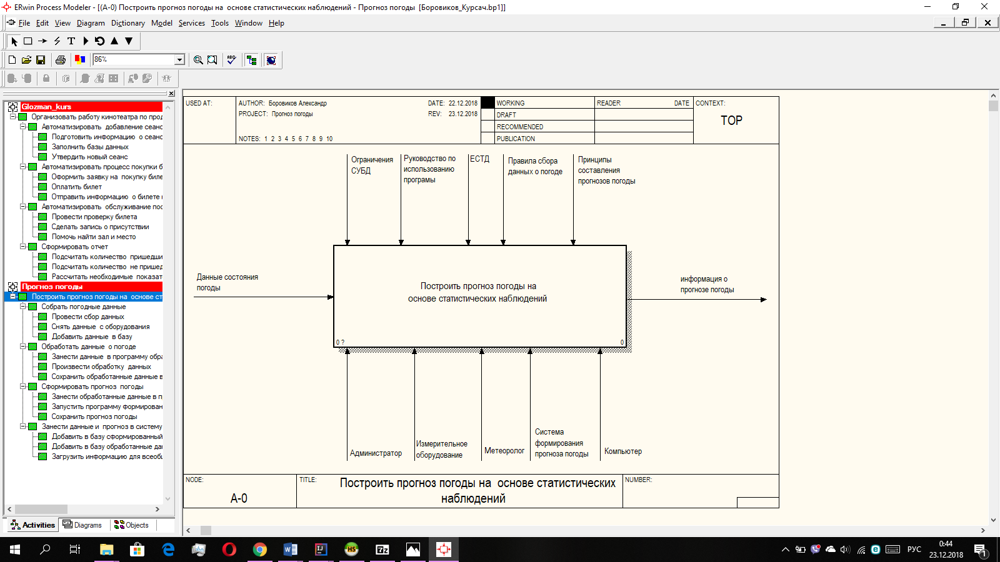 ERwin Process Modeler - [(A-0) Построить прогноз погоды на  основе статистических наблюдений - Прогноз погоды  [Боровиков_Курсач.bp1]]
File Edit View Diagram Dictionary Model Services Tools Window Help
86%
Glozman_kurs
Организовать работу кинотеатра по прод
Автоматизировать  добавление сеанс
Подготовить информацию  о сеанс
Заполнить базы данных
Утвердить новый сеанс
Автоматизировать процесс покупки б
Оформить заявку на  покупку биле
Оплатить билет
Отправить информацию  о билете
Автоматизировать  обслуживание пос
Провести проверку билета
Сделать запись о присутствии
Помочь найти зал и место
Сформировать отчет
Подсчитать количество  пришедши
Подсчитать количество  не пришед
Рассчитать необходимые  показат
Прогноз погоды
Построить прогноз погоды на  основе ст
Собрать погодные данные
Провести сбор данных
Снять данные  с оборудования
Добавить данные  в базу
Обработать данные  о погоде
Занести данные  в программу обра
Произвести обработку  данных
Сохранить обработанные данные в
Сформировать прогноз  погоды
Занести обработанные данные в п
Запустить программу формирован
Сохранить прогноз погоды
Занести данные и  прогноз в систему
Добавить в базу сформированный
Добавить в базу обработанные да
Загрузить информацию для всеоб
Activities Diagrams Objects
USED AT:
AUTHER: Боровиков Александр
DATE: 22.12.2018
PROJECT: Прогноз погоды
REV: 23.12.2018
NOTES: 1 2 3 4 5 6 7 8 9 10
WORKING
DRAFT
RECOMMENDED
PUBLICATION
READER DATE
CONTEXT:
TOP
Ограничения
СУБД
Руководство по
использованию
програмы
ЕСТД
Правила сбора
данных о погоде
Принципы
составления
прогнозов погоды
Данные состояния
погоды
Построить прогноз погоды на
основе статистических наблюдений
0 ?
0
информация о
прогнозе погоды
Администратор
Измерительное
оборудование
Метеоролог
Система
формирования
прогноза погоды
Компьютер
NODE:
A-0
TITLE:
Построить прогноз погоды на  основе статистических
наблюдений
NUMBER:
РУС
0:44
23.12.2018
1